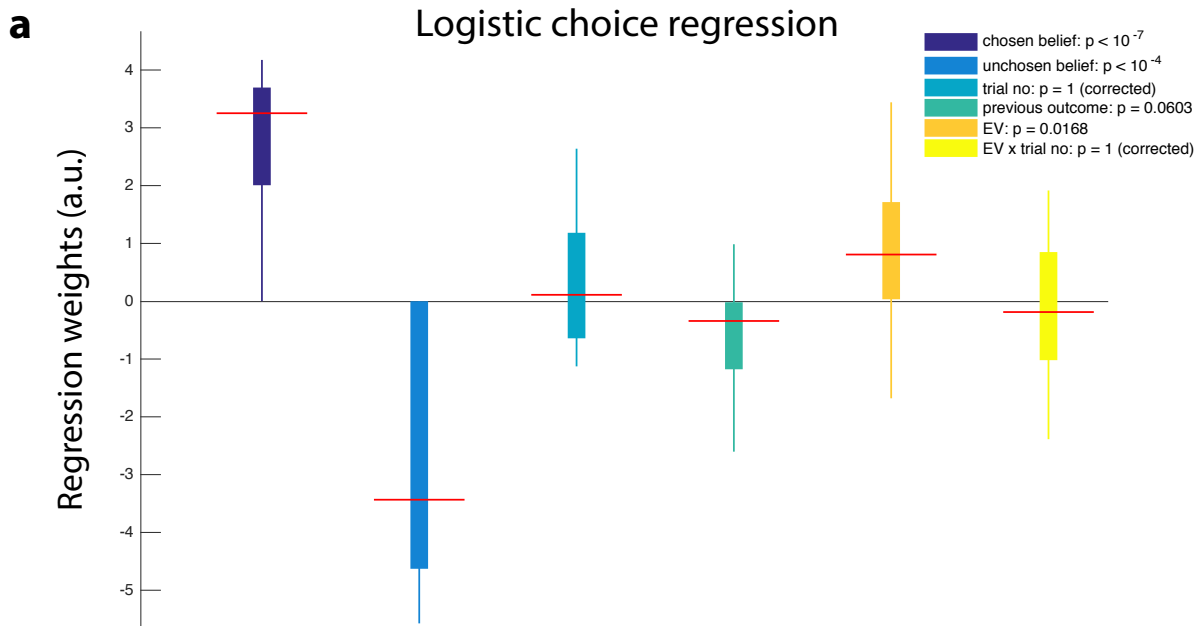 a
Logistic choice regression
chosen belief: p < 10 -7
unchosen belief: p < 10 -4
trial no: p = 1 (corrected)
previous outcome: p = 0.0603
EV: p = 0.0168
EV x trial no: p = 1 (corrected)
Regression weights (a.u.)
4
3
2
1
0
-1
-2
-3
-4
-5